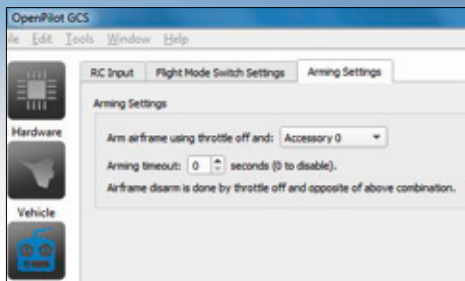 OpenPilot GCS
le Edit Tools Window Help
RC Input Flight Mode Switch Settings Arming Settings
Arming Settings
Hardware
Arm airframe using throttle off and: Accessory 0
Arming timeout: 0 seconds (0 to disable).
Airframe disarm is done by throttle off and opposite of above combination.
Vehicle